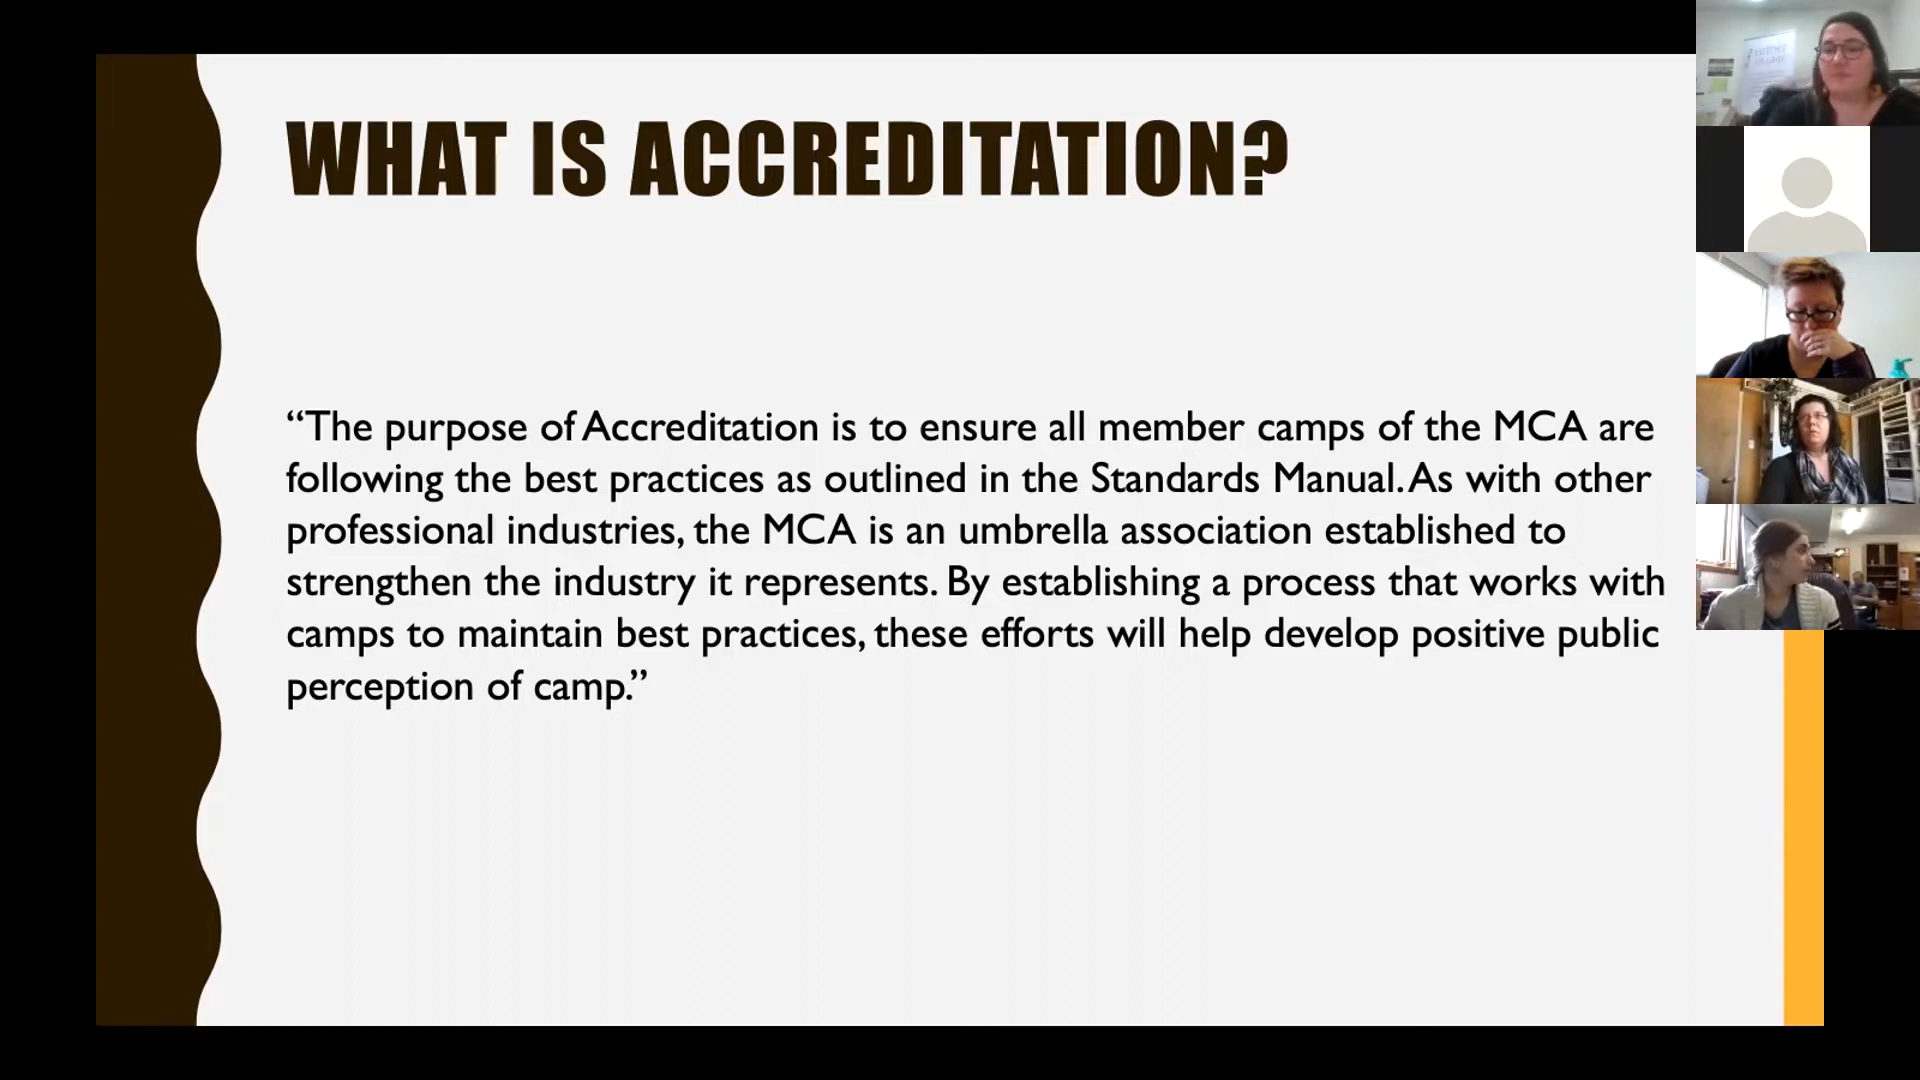 WHAT IS ACCREDITATION?
“The purpose of Accreditation is to ensure all member camps of the MCA are
following the best practices as outlined in the Standards Manual. As with other
professional industries, the MCA is an umbrella association established to
strengthen the industry it represents. By establishing a process that works with
camps to maintain best practices, these efforts will help develop positive public
perception of camp.”